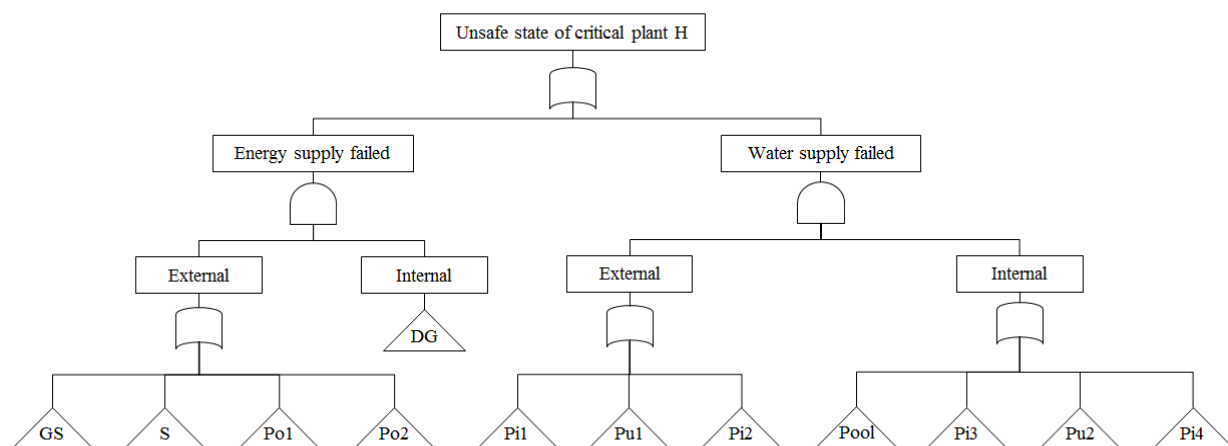 Unsafe state of critical plant H
Energy supply failed
Water supply failed
External
Internal
External
Internal
DG
GS
S
Po1
Po2
Pi1
Pu1
Pi2
Pool
Pi3
Pu2
Pi4